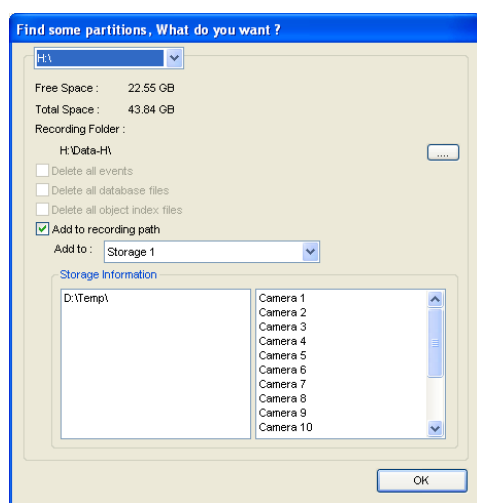 Find some partitions, What do you want ?
H:\
Free Space : 22.55 GB
Total Space : 43.84 GB
Recording Folder :
H:\Data-H\
....
Delete all events
Delete all database files
Delete all object index files
Add to recording path
Add to : Storage 1
Storage Information
D:\Temp\
Camera 1
Camera 2
Camera 3
Camera 4
Camera 5
Camera 6
Camera 7
Camera 8
Camera 9
Camera 10
OK